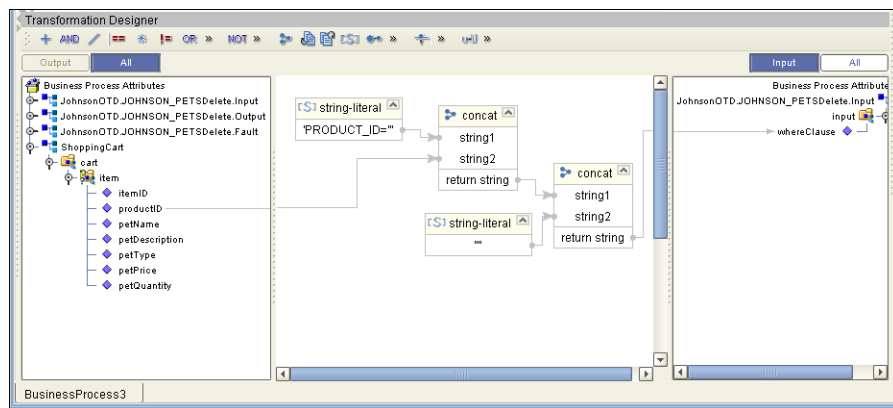 Transformation Designer
AND == != OR » NOT » [S] » » »
Output All Input All
Business Process Attributes
JohnsonOTD.JOHNSON_PETSDelete.Input
JohnsonOTD.JOHNSON_PETSDelete.Output
JohnsonOTD.JOHNSON_PETSDelete.Fault
ShoppingCart
cart
item
itemID
productID
petName
petDescription
petType
petPrice
petQuantity
[S] string-literal
'PRODUCT_ID='"
concat
string1
string2
return string
[S] string-literal
'"'
concat
string1
string2
return string
Business Process Attribute
JohnsonOTD.JOHNSON_PETSDelete.Input
input
whereClause
BusinessProcess3